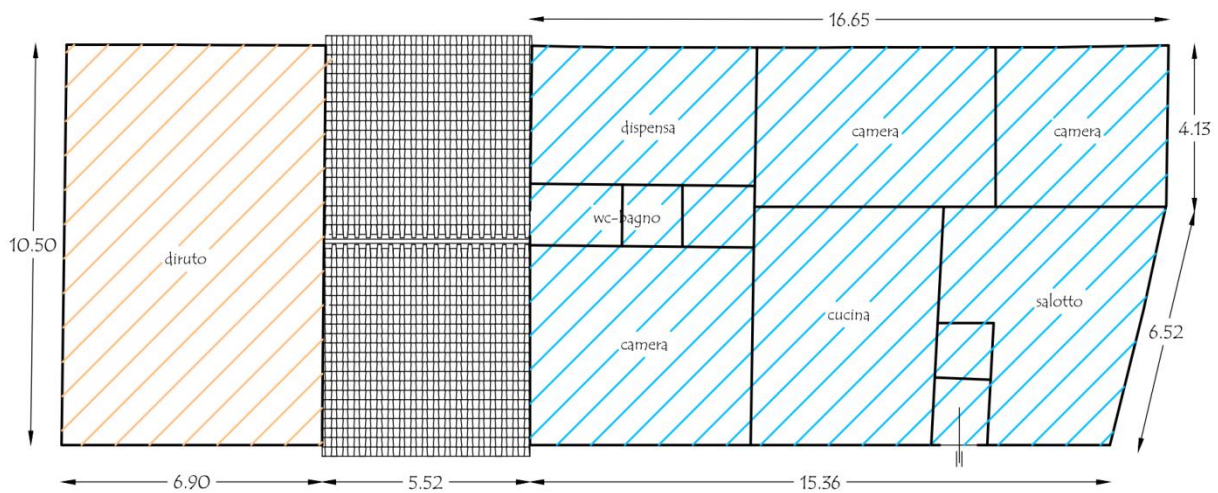 16.65
dispensa
camera
camera
4.13
wc-bagno
10.50
diruto
cucina
salotto
camera
6.52
6.90
5.52
15.36